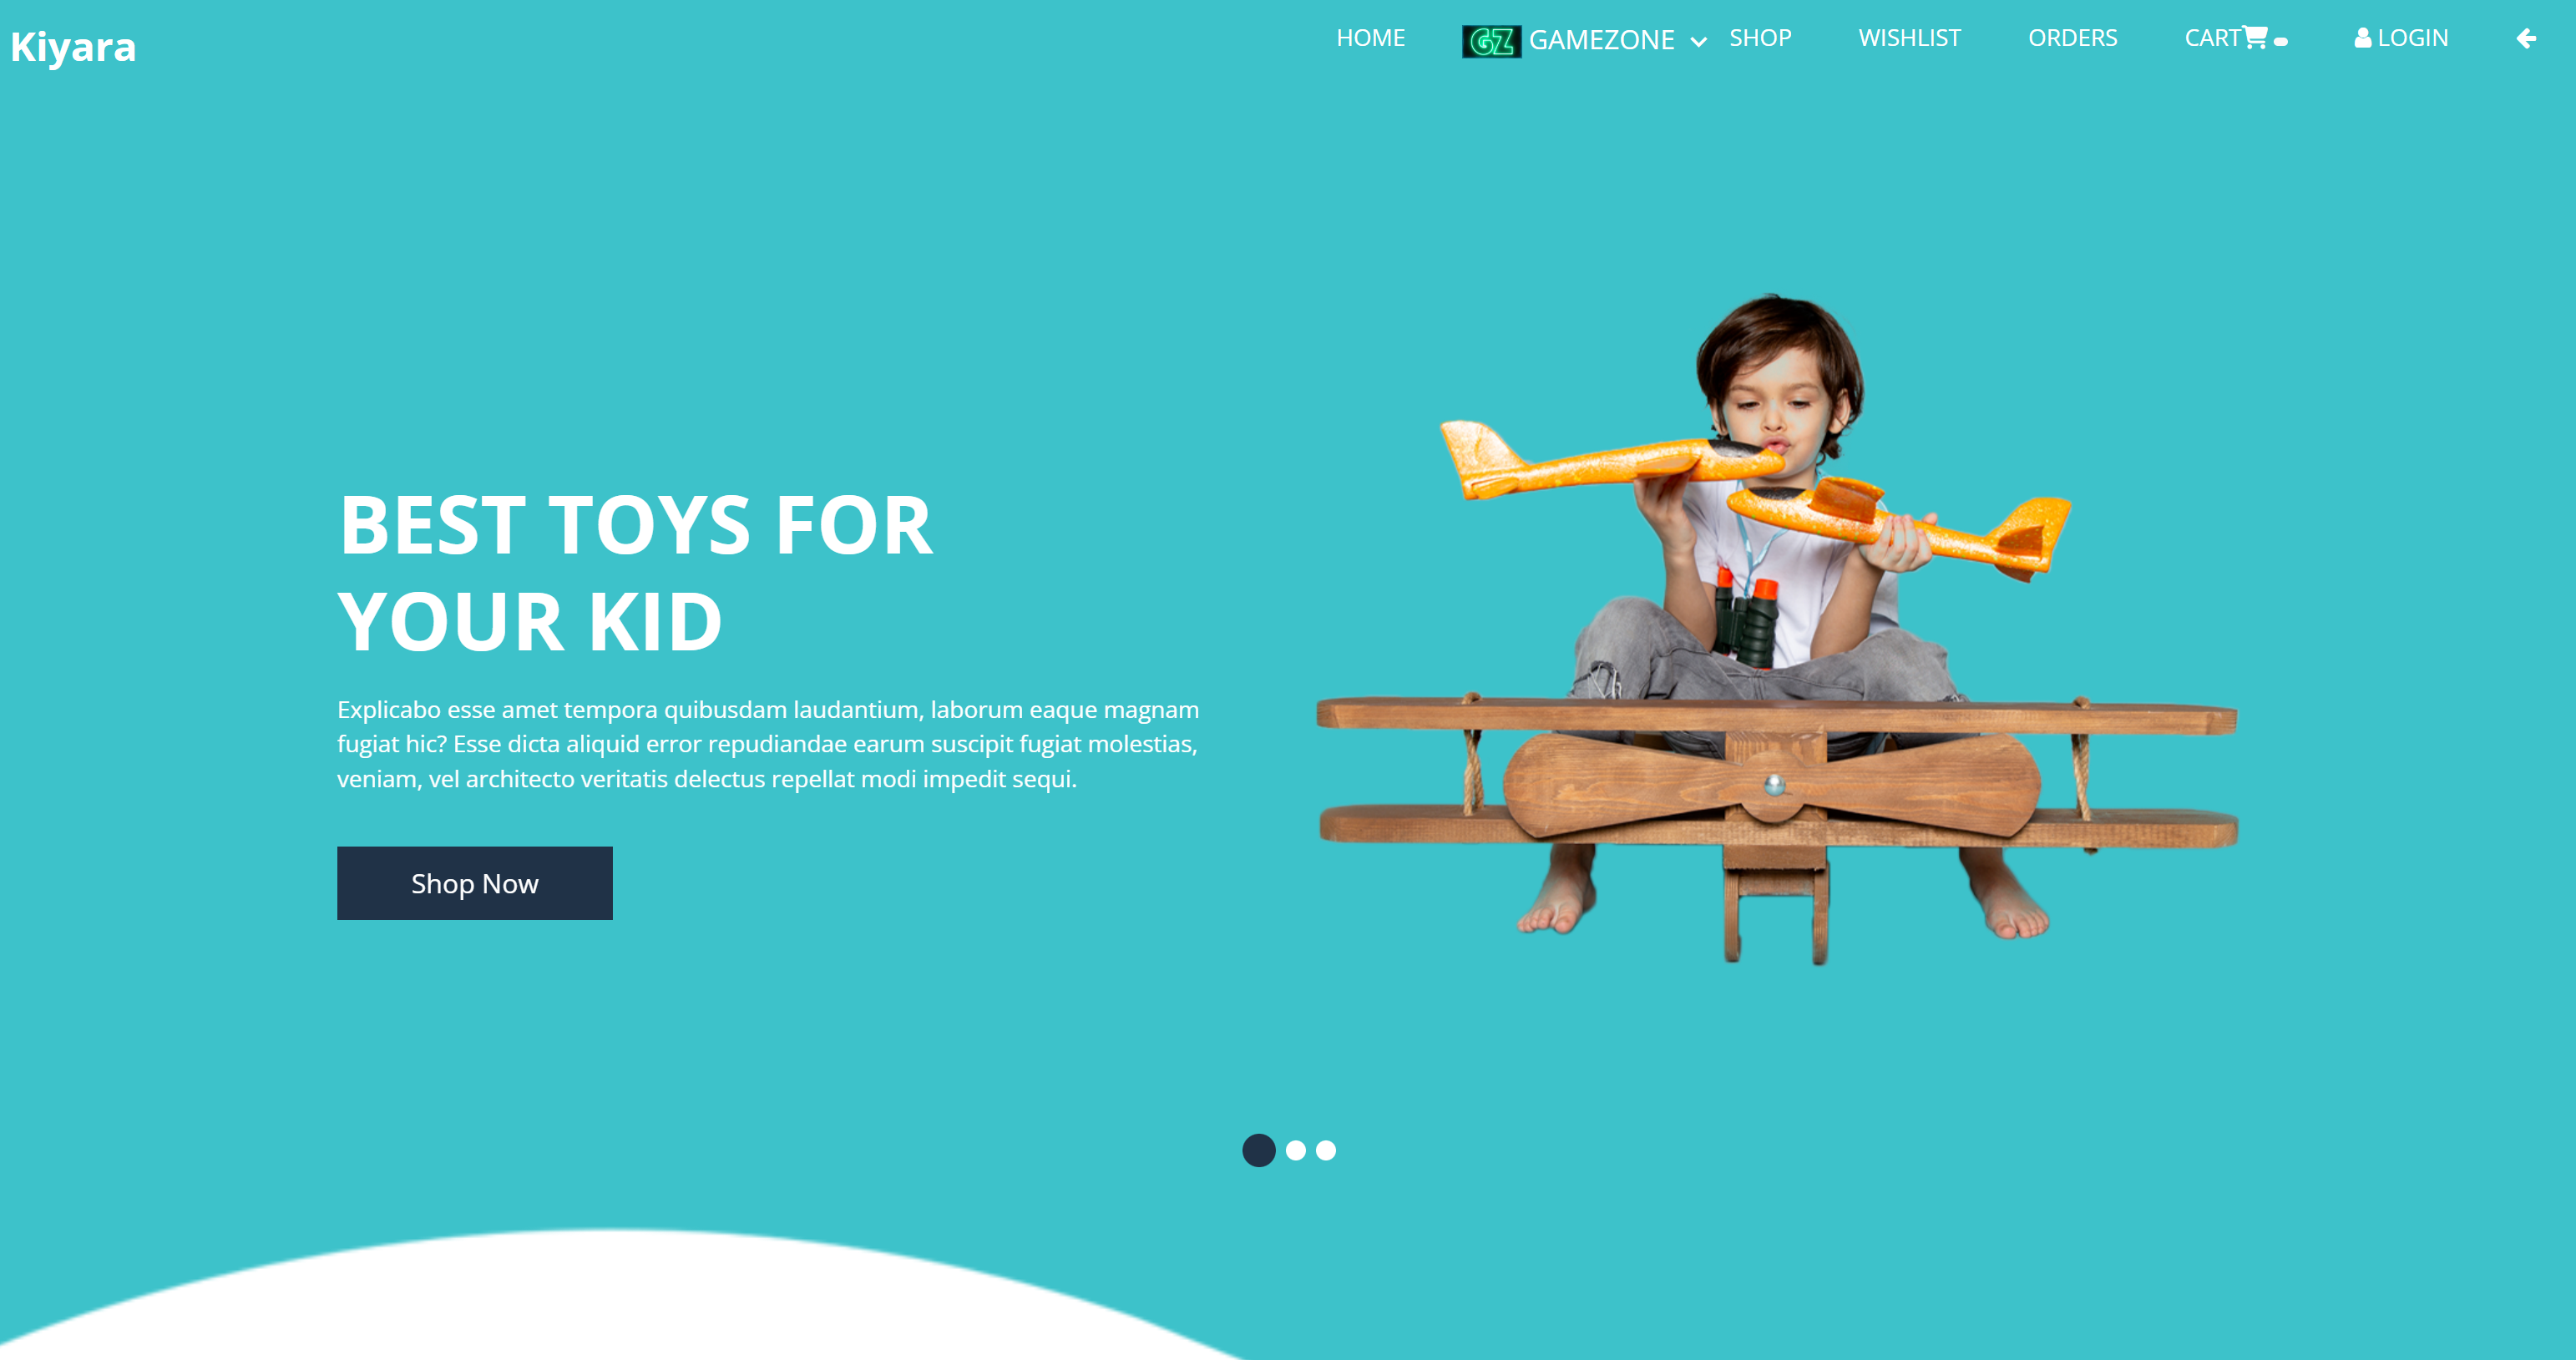 Kiyara
HOME GZ GAMEZONE SHOP WISHLIST ORDERS CART LOGIN
BEST TOYS FOR
YOUR KID
Explicabo esse amet tempora quibusdam laudantium, laborum eaque magnam
fugiat hic? Esse dicta aliquid error repudiandae earum suscipit fugiat molestias,
veniam, vel architecto veritatis delectus repellat modi impedit sequi.
Shop Now